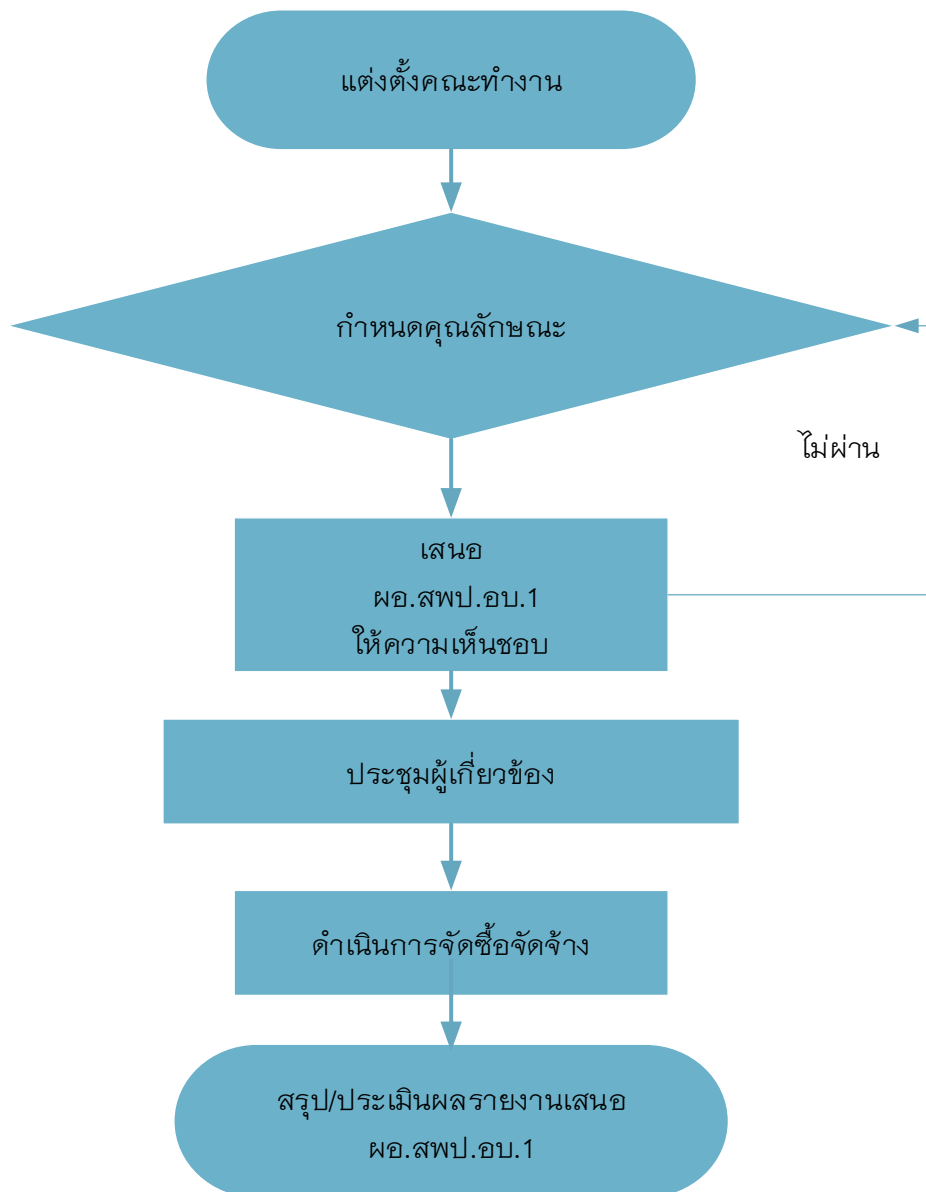 แต่งตั้งคณะทำงาน
กำหนดคุณลักษณะ
ไม่ผ่าน
เสนอ
ผอ.สพป.อบ.1
ให้ความเห็นชอบ
ประชุมผู้เกี่ยวข้อง
ดำเนินการจัดซื้อจัดจ้าง
สรุป/ประเมินผลรายงานเสนอ
ผอ.สพป.อบ.1